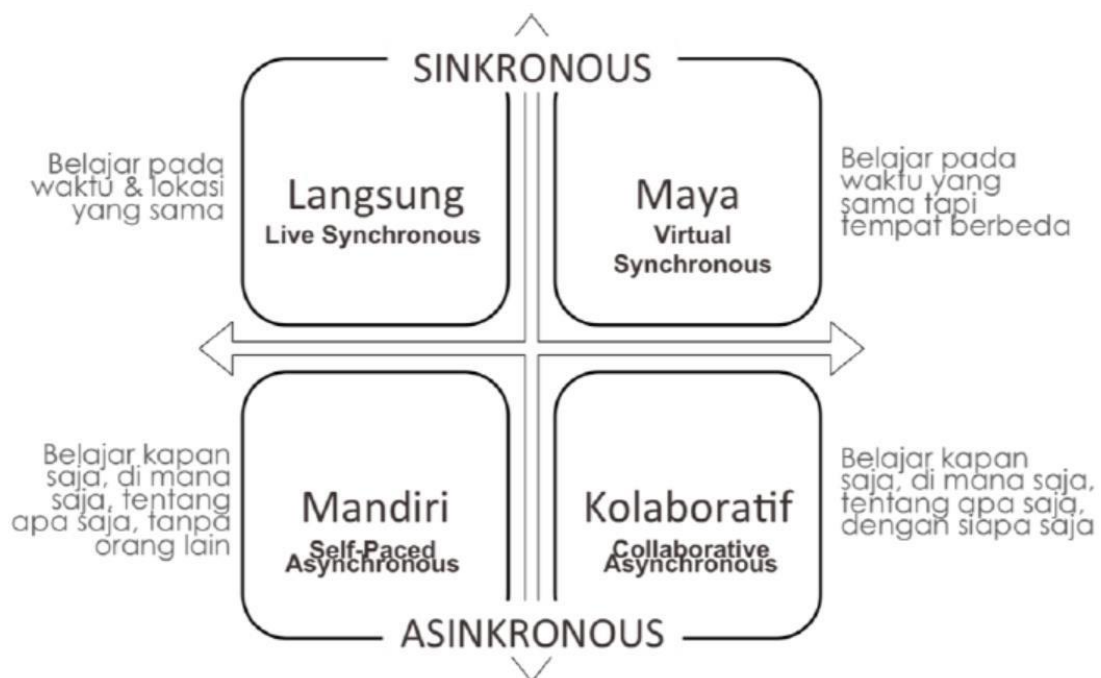 SINKRONOUS
Belajar pada
waktu & lokasi
yang sama
Langsung
Live Synchronous
Maya
Virtual
Synchronous
Belajar pada
waktu yang
sama tapi
tempat berbeda
Belajar kapan
saja, di mana
saja, tentang
apa saja, tanpa
orang lain
Mandiri
Self-Paced
Asynchronous
Kolaboratif
Collaborative
Asynchronous
Belajar kapan
saja, di mana saja,
tentang apa saja,
dengan siapa saja
ASINKRONOUS